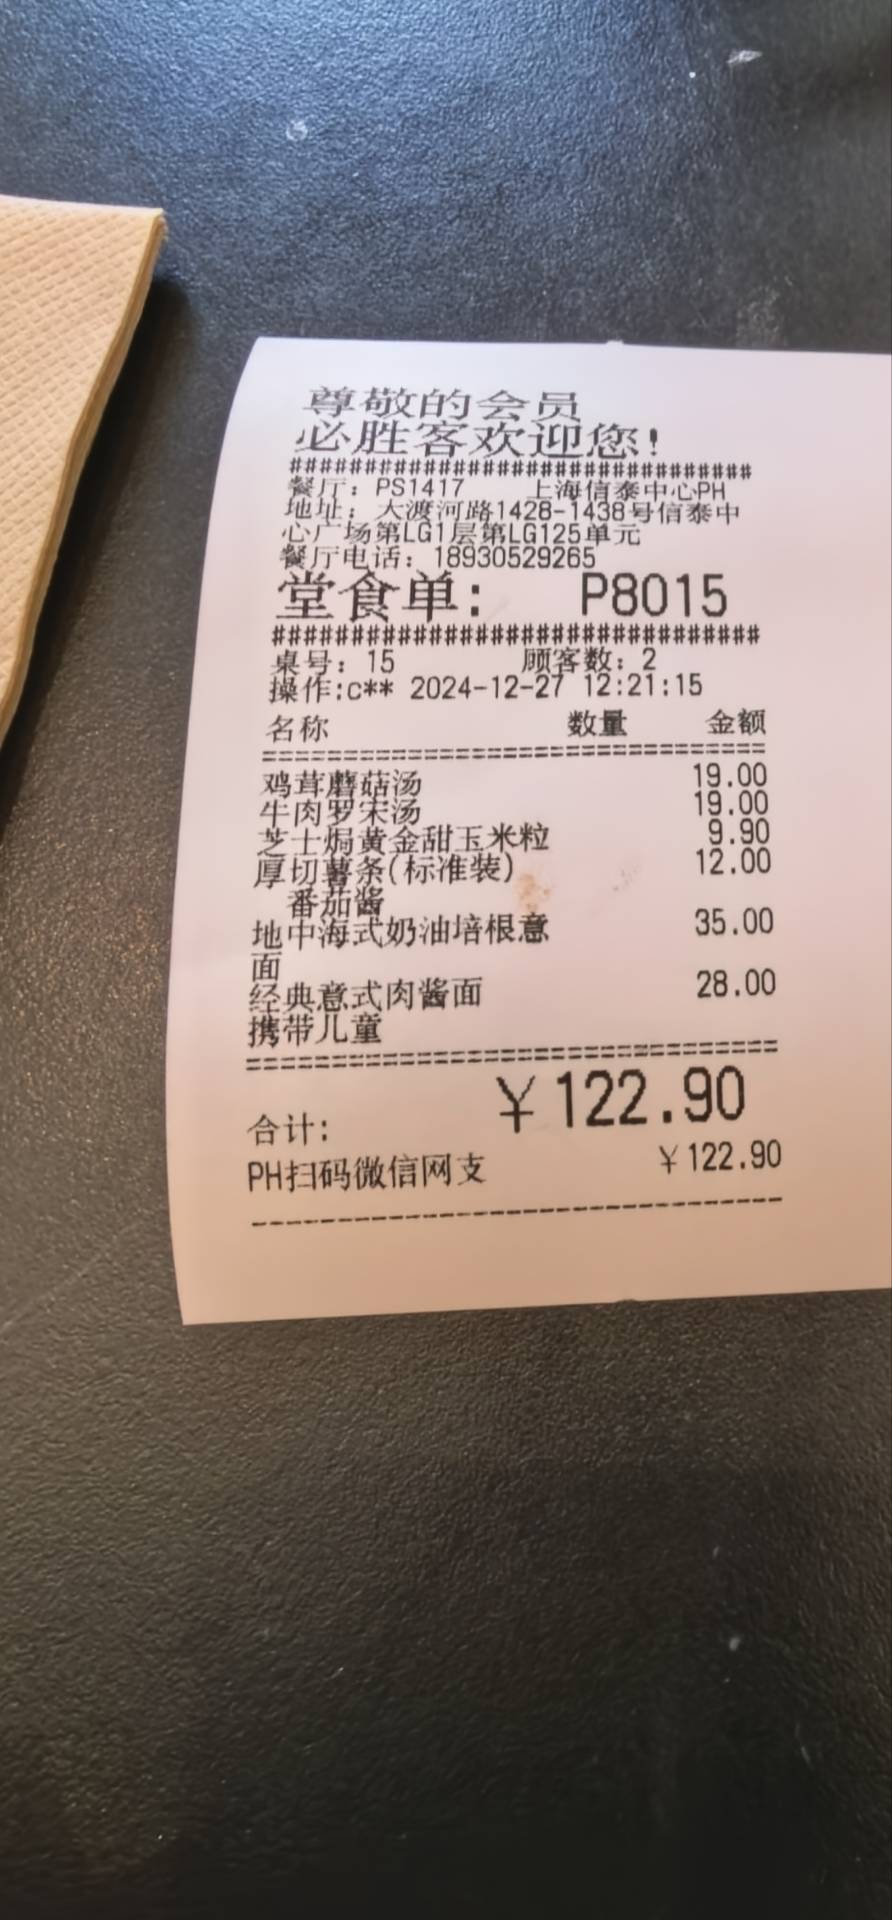 尊敬的会员
必胜客欢迎您!
##################################
餐厅: PS1417 上海信泰中心PH
地址: 大渡河路1428-1438号信泰中
心广场第LG1层第LG125单元
餐厅电话: 18930529265
堂食单: P8015
##################################
桌号: 15 顾客数: 2
操作:c** 2024-12-27 12:21:15
名称 数量 金额
==================================
鸡茸蘑菇汤 19.00
牛肉罗宋汤 19.00
芝士焗黄金甜玉米粒 9.90
厚切薯条(标准装) 12.00
番茄酱
地中海式奶油培根意 35.00
面
经典意式肉酱面 28.00
携带儿童
==================================
合计: ¥122.90
PH扫码微信网支 ¥122.90
----------------------------------